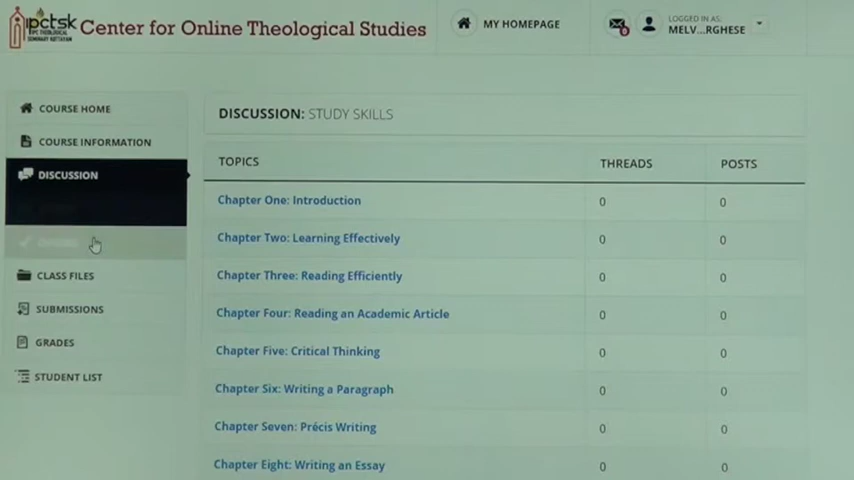 ipctsk
IPC THEOLOGICAL
SEMINARY KOTTAYAM
Center for Online Theological Studies
MY HOMEPAGE
LOGGED IN AS:
MELV...RGHESE
COURSE HOME
COURSE INFORMATION
DISCUSSION
CLASS FILES
SUBMISSIONS
GRADES
STUDENT LIST
DISCUSSION: STUDY SKILLS
TOPICS THREADS POSTS
Chapter One: Introduction 0 0
Chapter Two: Learning Effectively 0 0
Chapter Three: Reading Efficiently 0 0
Chapter Four: Reading an Academic Article 0 0
Chapter Five: Critical Thinking 0 0
Chapter Six: Writing a Paragraph 0 0
Chapter Seven: Précis Writing 0 0
Chapter Eight: Writing an Essay 0 0